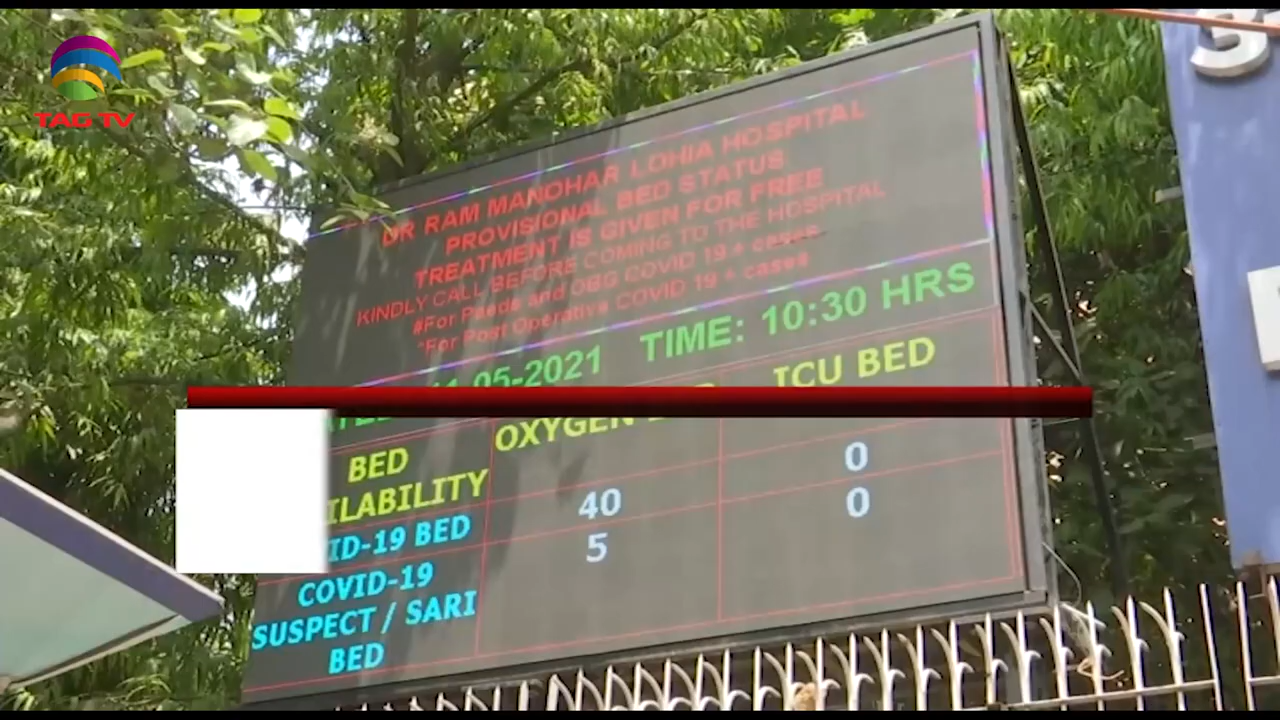 TAG TV
DR RAM MANOHAR LOHIA HOSPITAL
PROVISIONAL BED STATUS
TREATMENT IS GIVEN FOR FREE
KINDLY CALL BEFORE COMING TO THE HOSPITAL
#For Paeds and OBG COVID 19 + cases
*For Post Operative COVID 19 + cases
05-2021 TIME: 10:30 HRS
OXYGEN ICU BED
BED
ILABILITY
ID-19 BED 40 0
COVID-19 5 0
SUSPECT / SARI
BED